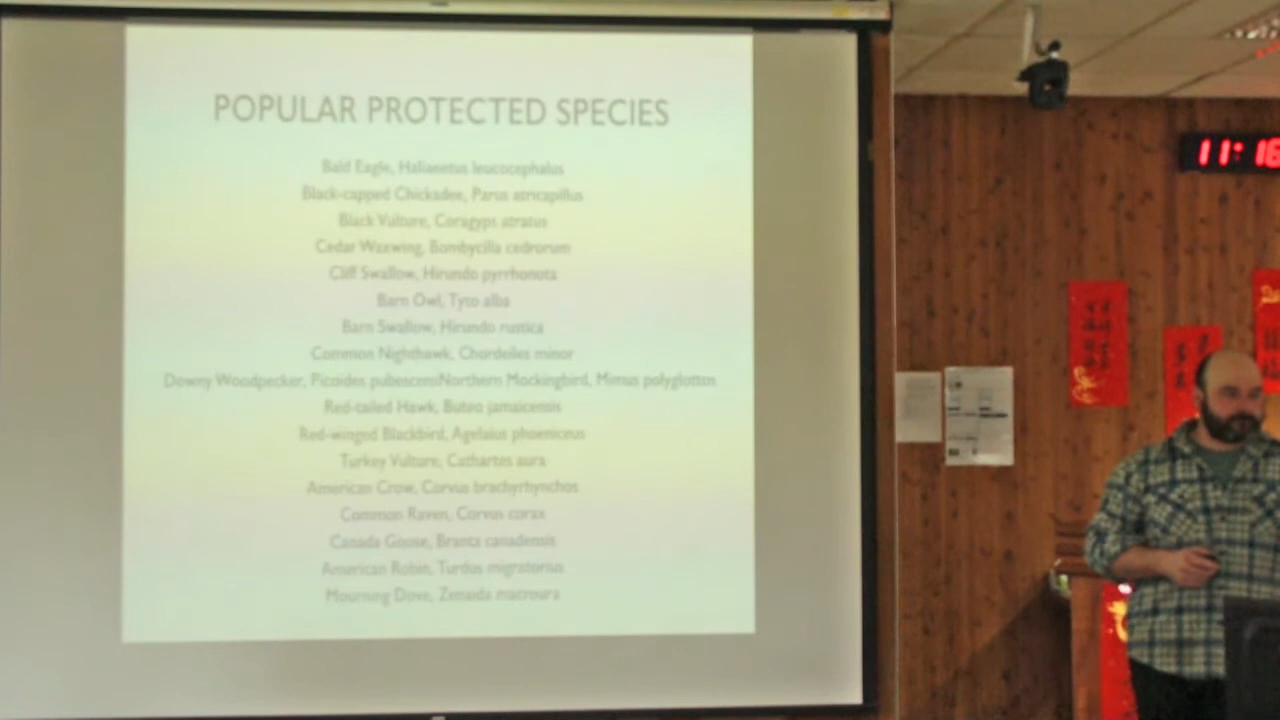 POPULAR PROTECTED SPECIES
Bald Eagle, Haliaeetus leucocephalus
Black-capped Chickadee, Parus atricapillus
Black Vulture, Coragyps atratus
Cedar Waxwing, Bombycilla cedrorum
Cliff Swallow, Hirundo pyrrhonota
Barn Owl, Tyto alba
Barn Swallow, Hirundo rustica
Common Nighthawk, Chordeiles minor
Downy Woodpecker, Picoides pubescensNorthern Mockingbird, Mimus polyglottos
Red-tailed Hawk, Buteo jamaicensis
Red-winged Blackbird, Agelaius phoeniceus
Turkey Vulture, Cathartes aura
American Crow, Corvus brachyrhynchos
Common Raven, Corvus corax
Canada Goose, Branta canadensis
American Robin, Turdus migratorius
Mourning Dove, Zenaida macroura
11:16